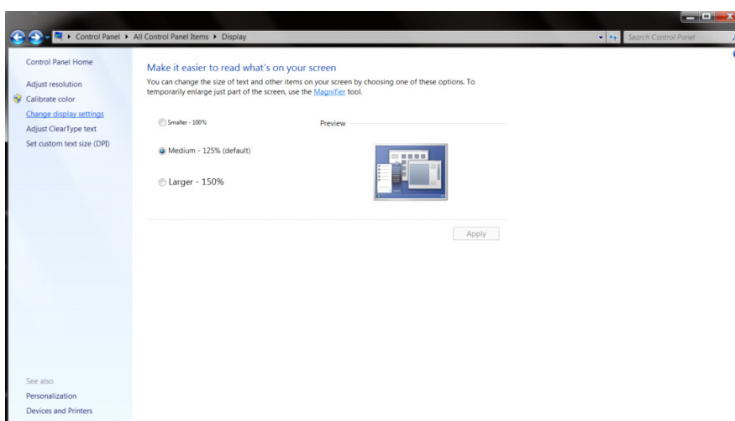 Control Panel ▸ All Control Panel Items ▸ Display
Search Control Panel
Control Panel Home
Adjust resolution
Calibrate color
Change display settings
Adjust ClearType text
Set custom text size (DPI)
Make it easier to read what's on your screen
You can change the size of text and other items on your screen by choosing one of these options. To
temporarily enlarge just part of the screen, use the Magnifier tool.
Smaller - 100%
Preview
Medium - 125% (default)
Larger - 150%
Apply
See also
Personalization
Devices and Printers